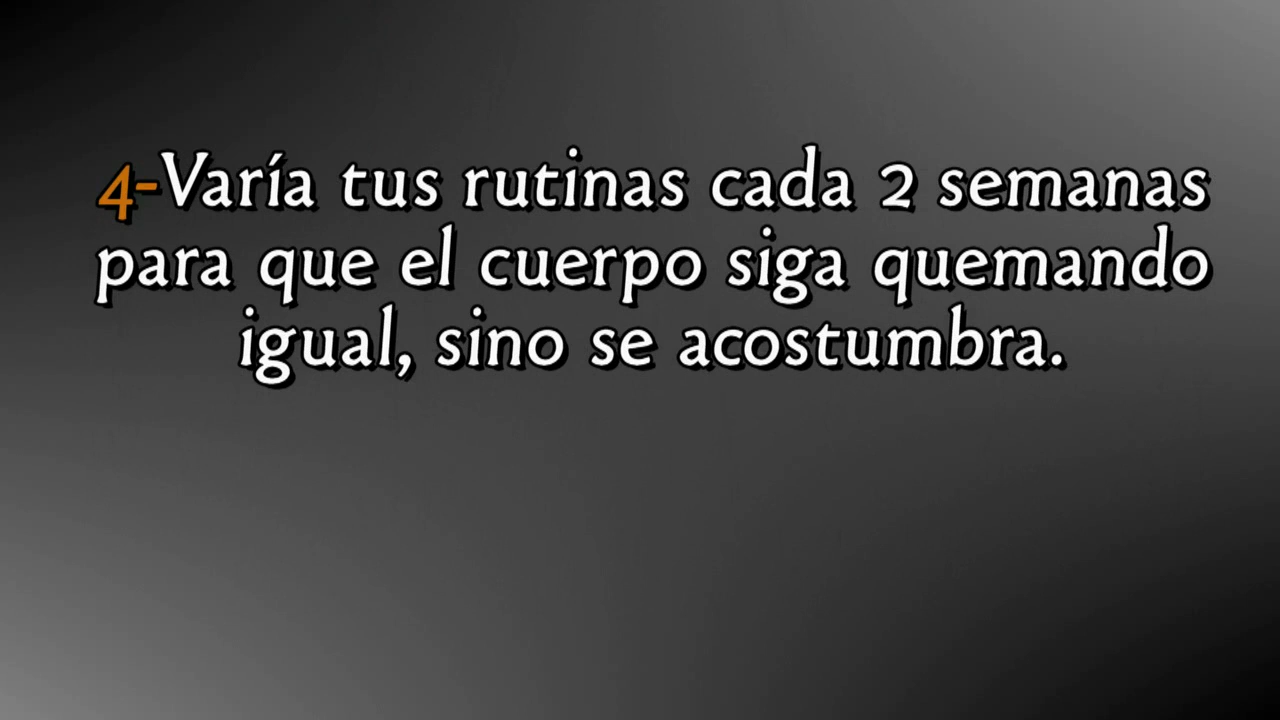 4-Varía tus rutinas cada 2 semanas
para que el cuerpo siga quemando
igual, sino se acostumbra.